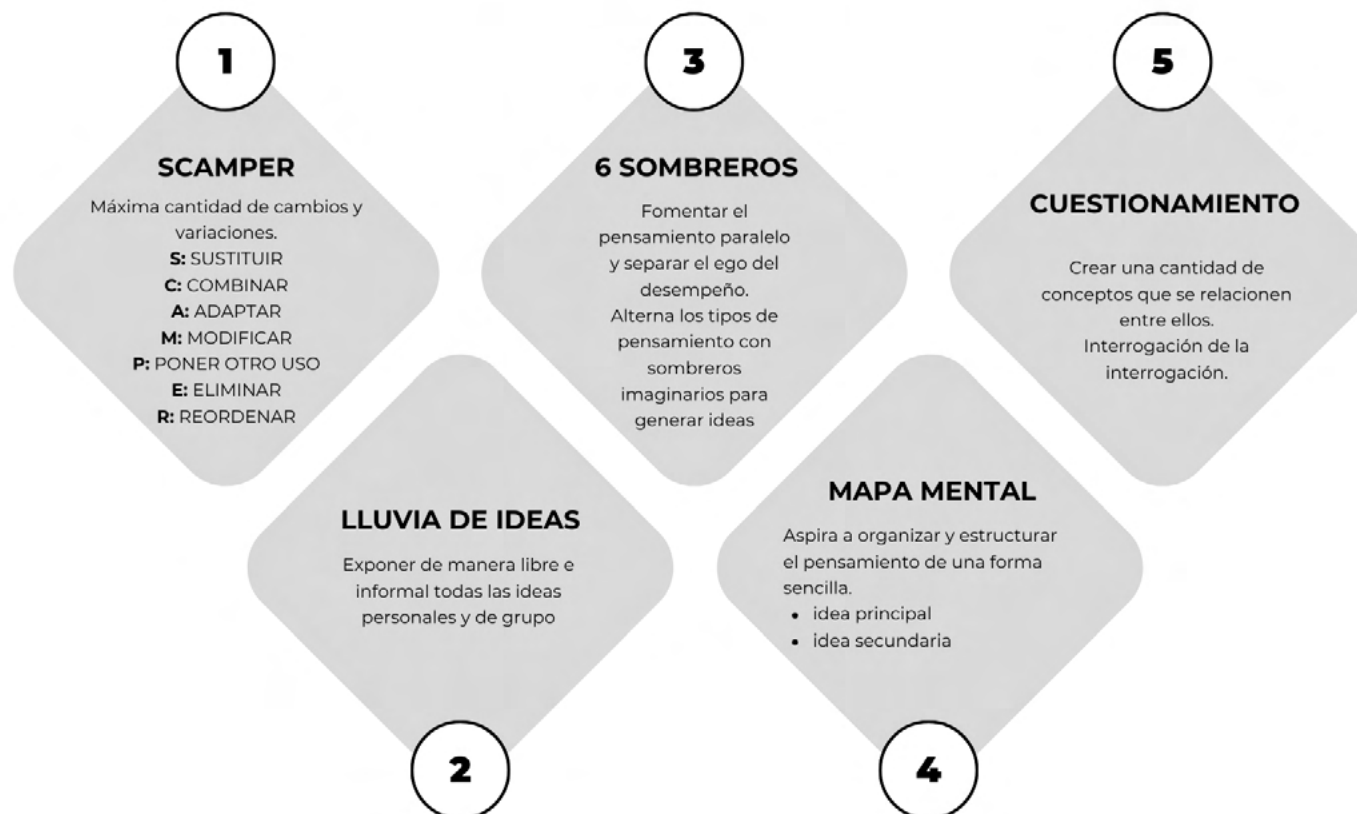 1
SCAMPER
Máxima cantidad de cambios y
variaciones.
S: SUSTITUIR
C: COMBINAR
A: ADAPTAR
M: MODIFICAR
P: PONER OTRO USO
E: ELIMINAR
R: REORDENAR
LLUVIA DE IDEAS
Exponer de manera libre e
informal todas las ideas
personales y de grupo
2
3
6 SOMBREROS
Fomentar el
pensamiento paralelo
y separar el ego del
desempeño.
Alterna los tipos de
pensamiento con
sombreros
imaginarios para
generar ideas
MAPA MENTAL
Aspira a organizar y estructurar
el pensamiento de una forma
sencilla.
• idea principal
• idea secundaria
4
5
CUESTIONAMIENTO
Crear una cantidad de
conceptos que se relacionen
entre ellos.
Interrogación de la
interrogación.